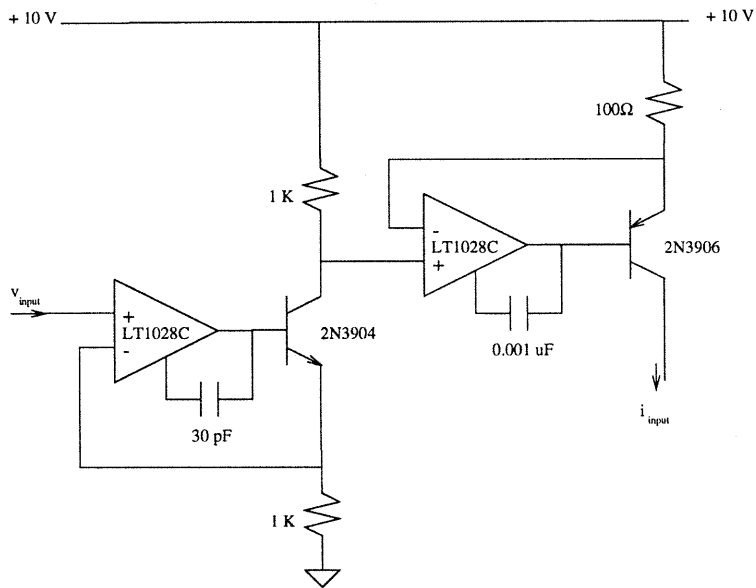 + 10 V
+ 10 V
100Ω
1 K
-
LT1028C
+
2N3906
v input
+
LT1028C
-
2N3904
0.001 uF
30 pF
i input
1 K